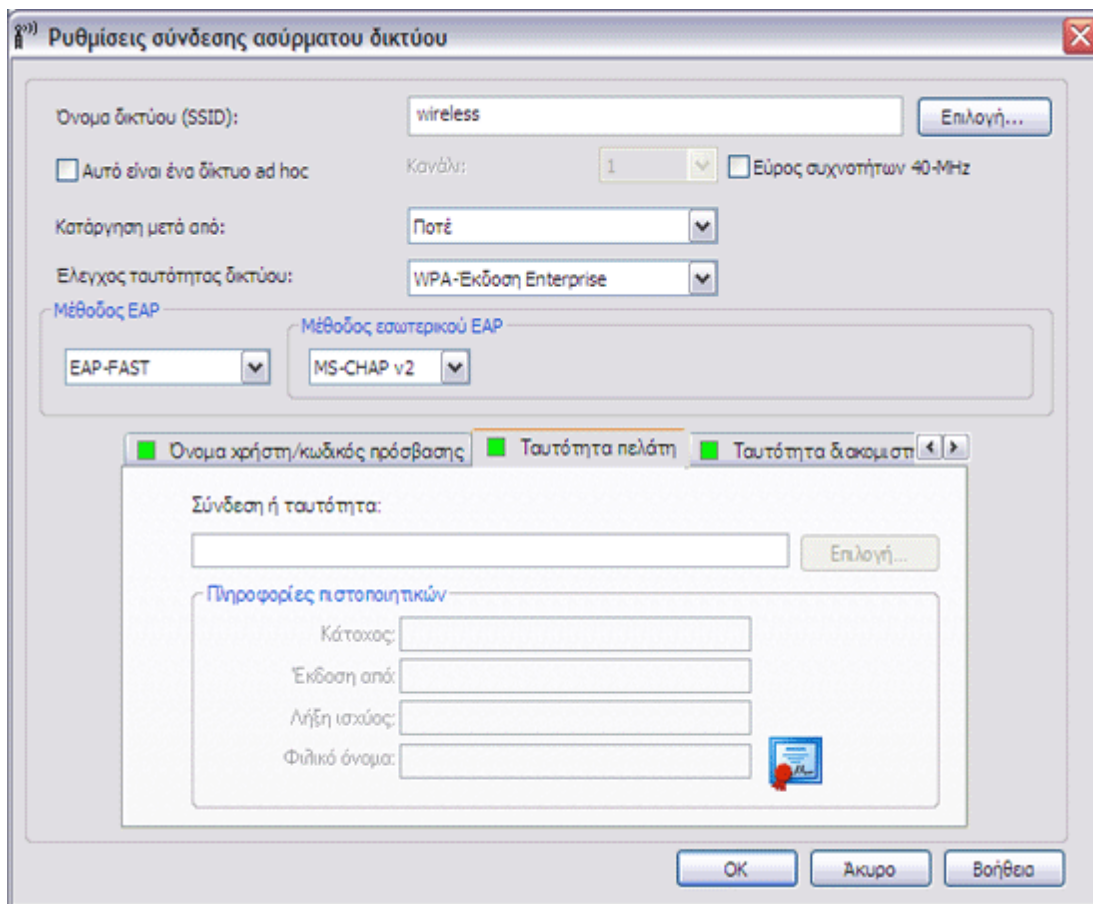 Ρυθμίσεις σύνδεσης ασύρματου δικτύου
Όνομα δικτύου (SSID): wireless Επιλογή...
Αυτό είναι ένα δίκτυο ad hoc Κανάλι: 1 Εύρος συχνοτήτων 40-MHz
Κατάργηση μετά από: Ποτέ
Έλεγχος ταυτότητας δικτύου: WPA-Έκδοση Enterprise
Μέθοδος EAP
Μέθοδος εσωτερικού EAP
EAP-FAST MS-CHAP v2
Όνομα χρήστη/κωδικός πρόσβασης Ταυτότητα πελάτη Ταυτότητα διακομιστ
Σύνδεση ή ταυτότητα:
Επιλογή...
Πληροφορίες πιστοποιητικών
Κάτοχος:
Έκδοση από:
Λήξη ισχύος:
Φιλικό όνομα:
OK Άκυρο Βοήθεια